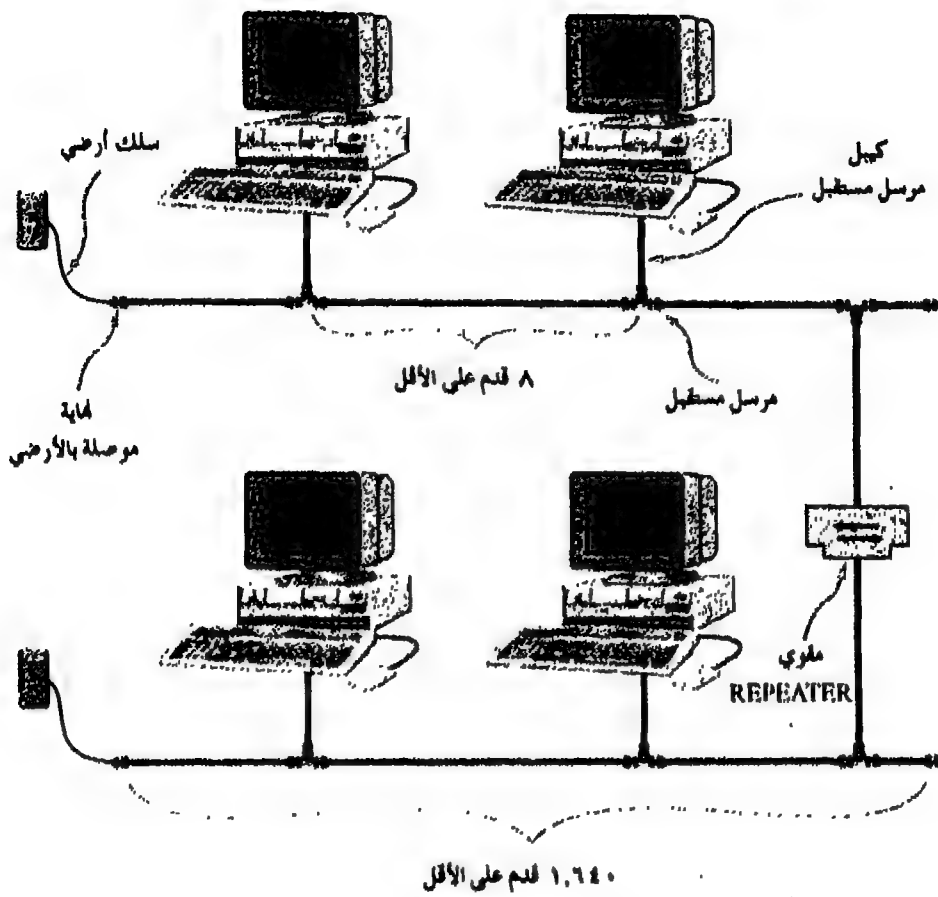 سلك أرضي
كيبل
مرسل مستقبل
٨ قدم على الأقل
مرسل مستقبل
نهاية
موصلة بالأرضي
مقوي
REPEATER
١,٦٤٠ قدم على الأقل